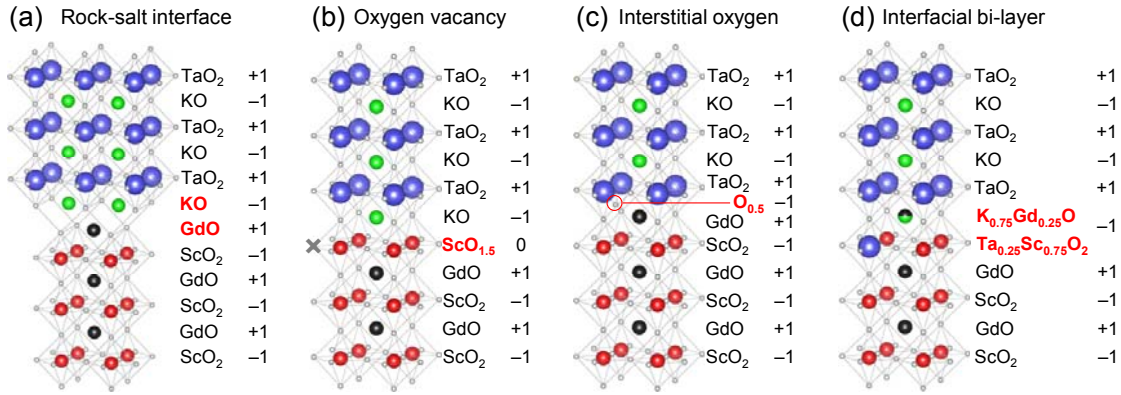 (a) Rock-salt interface
TaO₂ +1
KO –1
TaO₂ +1
KO –1
TaO₂ +1
KO –1
GdO +1
ScO₂ –1
GdO +1
ScO₂ –1
GdO +1
ScO₂ –1
(b) Oxygen vacancy
TaO₂ +1
KO –1
TaO₂ +1
KO –1
TaO₂ +1
KO –1
ScO₁.₅ 0
GdO +1
ScO₂ –1
GdO +1
ScO₂ –1
(c) Interstitial oxygen
TaO₂ +1
KO –1
TaO₂ +1
KO –1
TaO₂ +1
O₀.₅ –1
GdO +1
ScO₂ –1
GdO +1
ScO₂ –1
GdO +1
ScO₂ –1
(d) Interfacial bi-layer
TaO₂ +1
KO –1
TaO₂ +1
KO –1
TaO₂ +1
K₀.₇₅Gd₀.₂₅O
–1
Ta₀.₂₅Sc₀.₇₅O₂
GdO +1
ScO₂ –1
GdO +1
ScO₂ –1